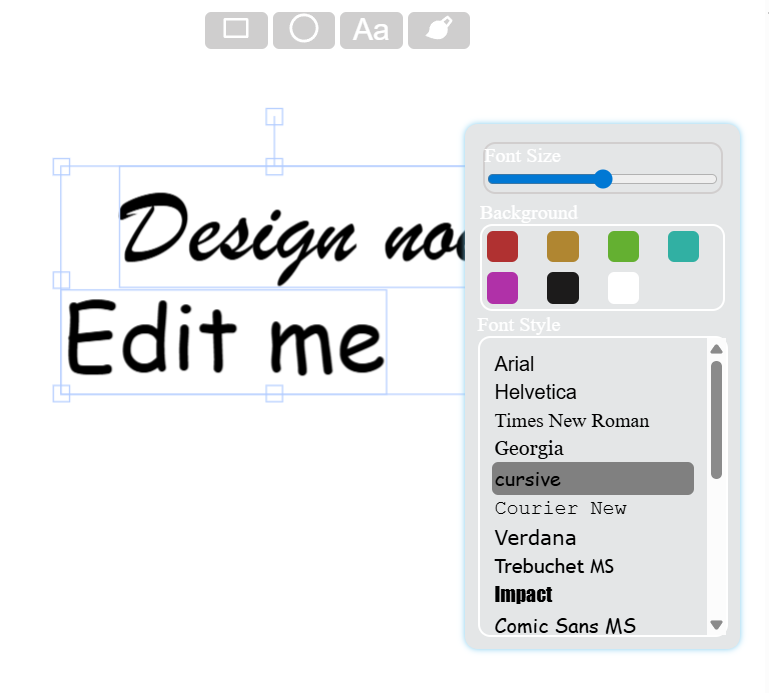 Aa
Font Size
Background
Design
Edit me
Font Style
Arial
Helvetica
Times New Roman
Georgia
cursive
Courier New
Verdana
Trebuchet MS
Impact
Comic Sans MS